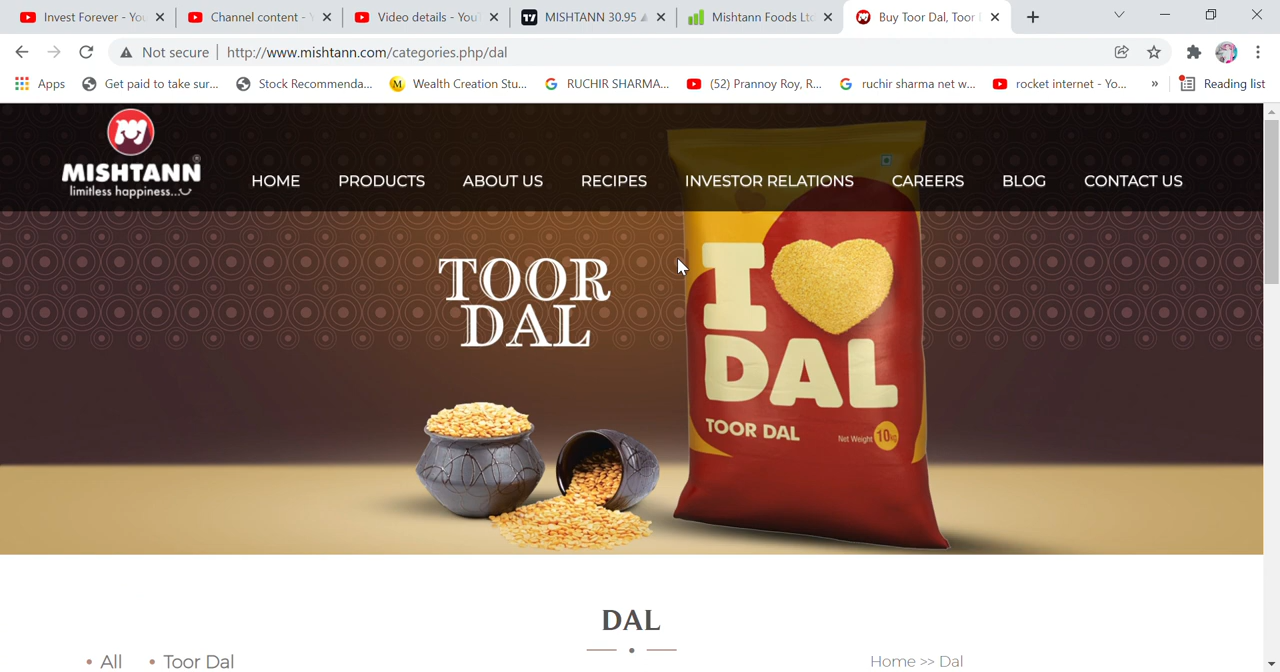 Invest Forever - You
Channel content - Y
Video details - YouT
MISHTANN 30.95
Mishtann Foods Ltd
Buy Toor Dal, Toor
Not secure
http://www.mishtann.com/categories.php/dal
Apps
Get paid to take sur...
Stock Recommenda...
Wealth Creation Stu...
RUCHIR SHARMA...
(52) Prannoy Roy, R...
ruchir sharma net w...
rocket internet - Yo...
»
Reading list
MISHTANN®
limitless happiness...
HOME
PRODUCTS
ABOUT US
RECIPES
INVESTOR RELATIONS
CAREERS
BLOG
CONTACT US
TOOR
DAL
I
DAL
TOOR DAL
Net Weight 10kg
DAL
• All
• Toor Dal
Home >> Dal